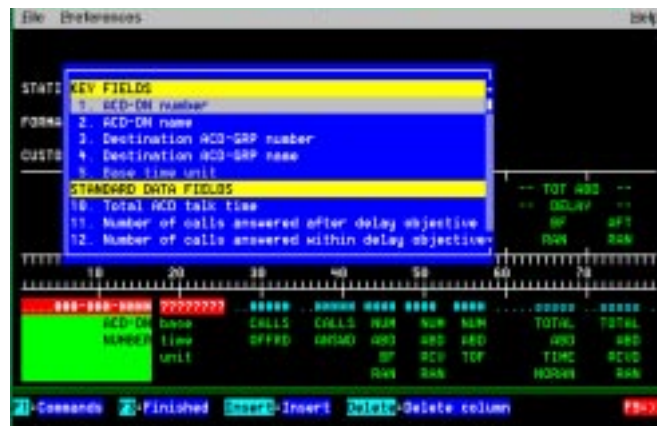 File Preferences Help
STATI KEY FIELDS
1. ACD-DN number
FORMA 2. ACD-DN name
3. Destination ACD-GRP number
CUSTO 4. Destination ACD-GRP name
5. Base time unit
STANDARD DATA FIELDS -- TOT ABD --
10. Total ACD talk time -- DELAY --
11. Number of calls answered after delay objective BF AFT
12. Number of calls answered within delay objective RAN RAN
10 20 30 40 50 60 70
???????? 
ACD-DN base CALLS CALLS NUM NUM NUM TOTAL TOTAL
NUMBER time OFFRD ANSWD ABD ABD ABD ABD ABD
unit BF RCV TOF TIME RCVD
RAN RAN NORAN RAN
F1=Commands F2=Finished Insert=Insert Delete=Delete column